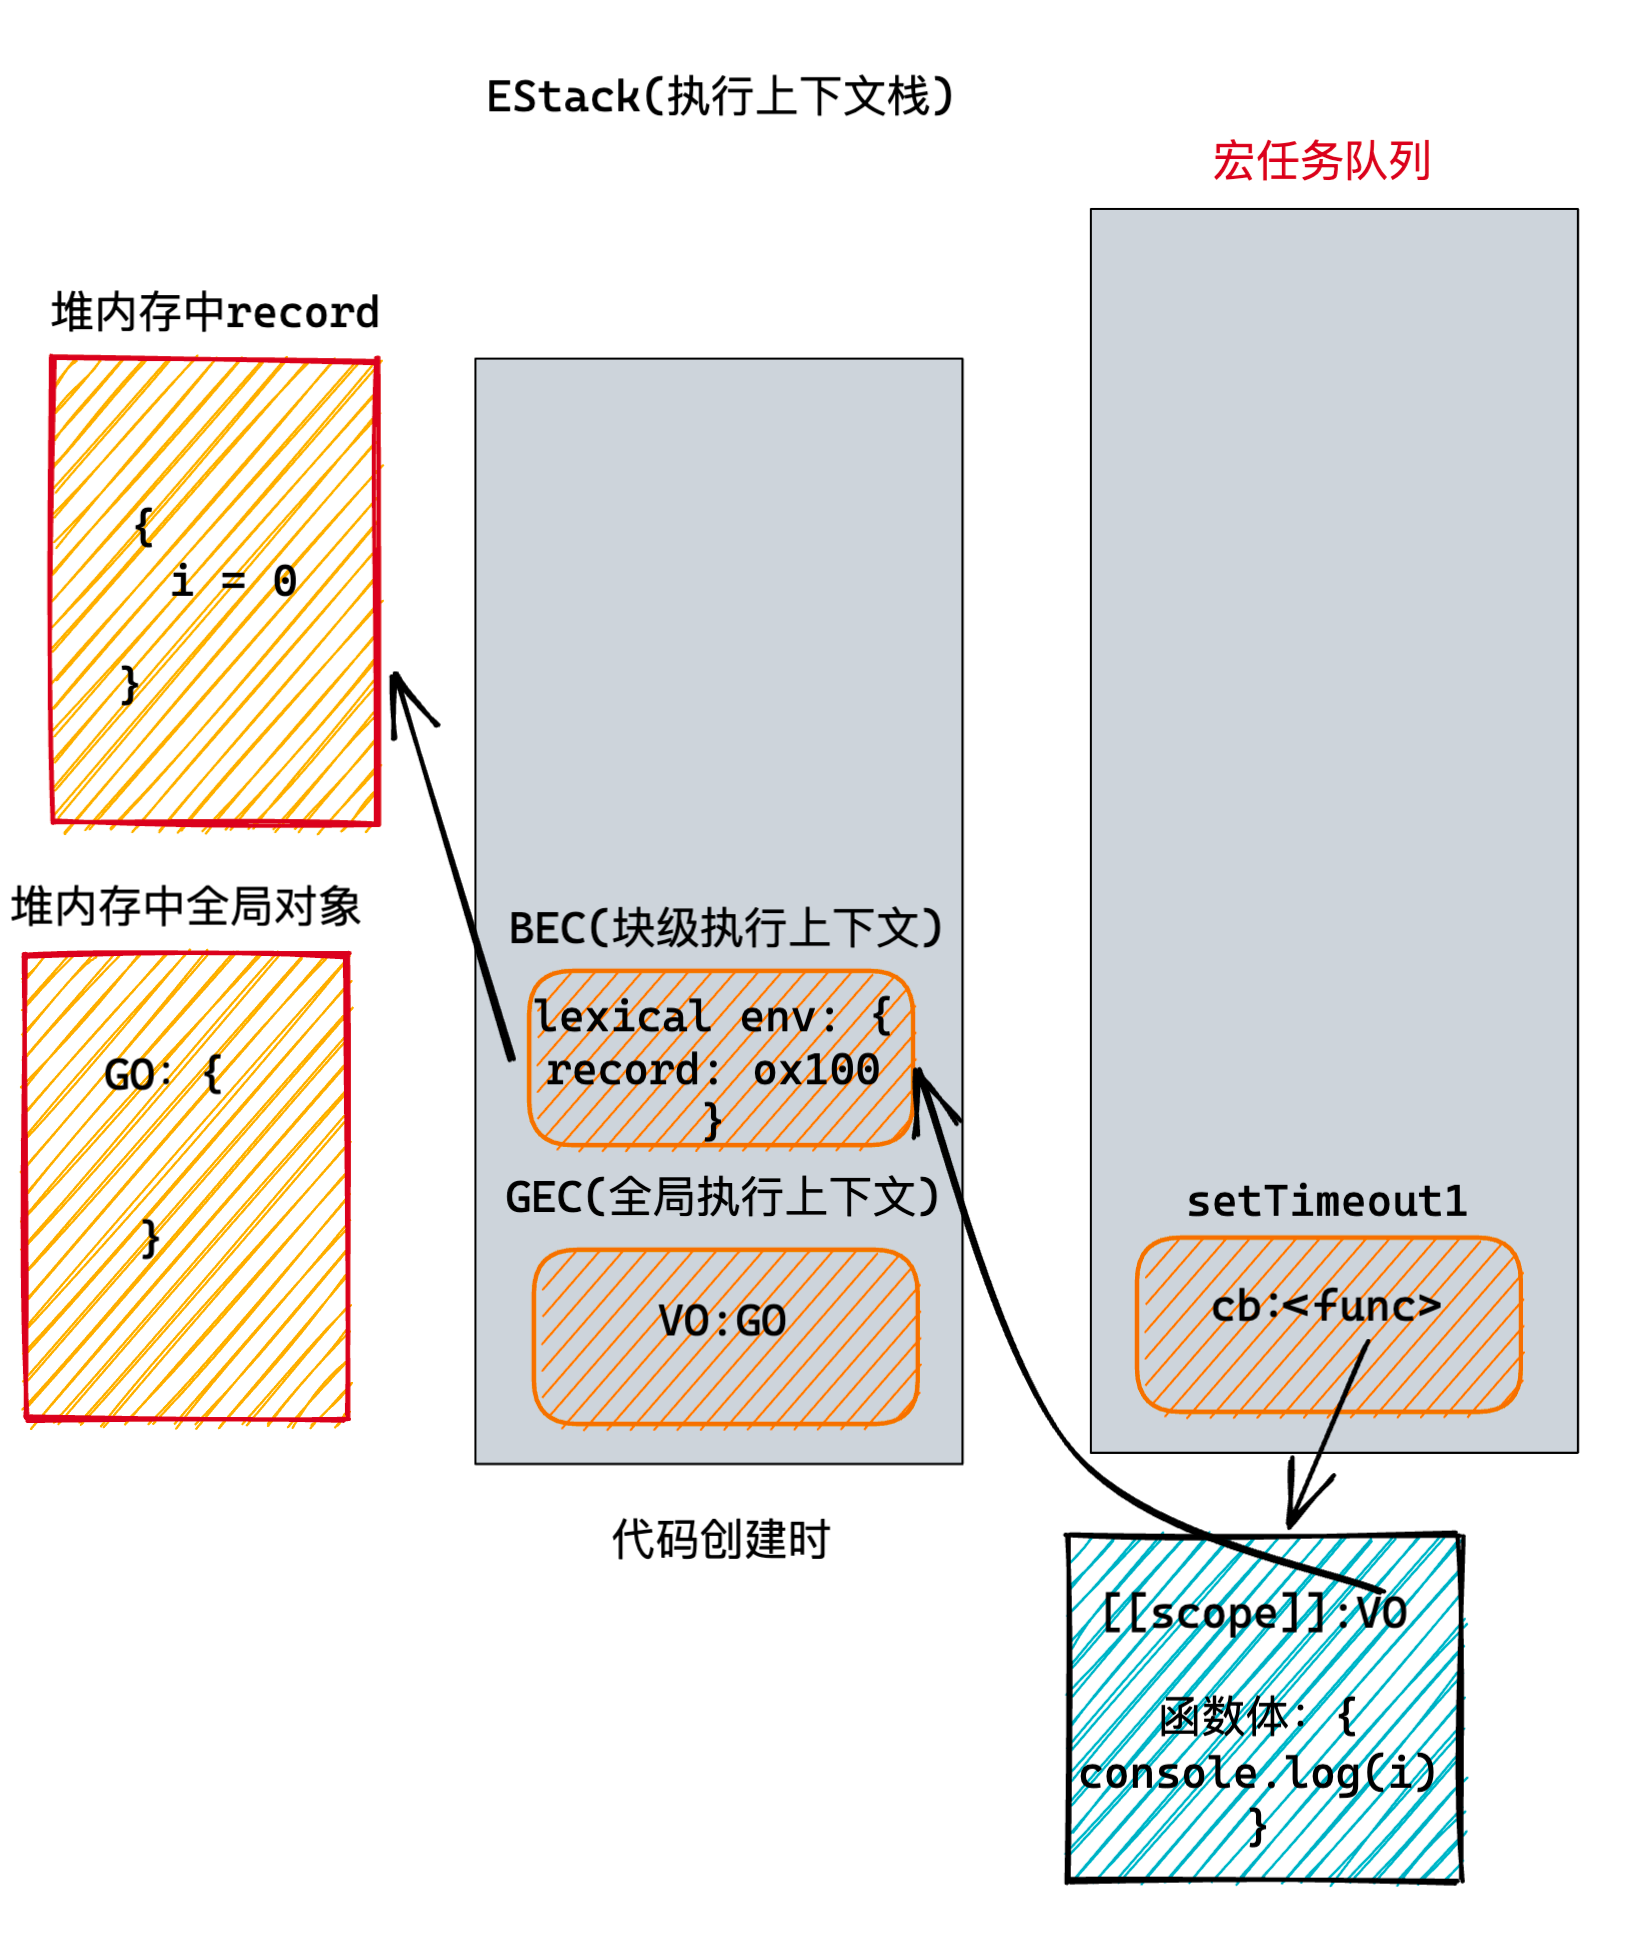 EStack(执行上下文栈)
宏任务队列
堆内存中record
{
i = 0
}
堆内存中全局对象
GO: {
}
BEC(块级执行上下文)
lexical env: {
record: ox100
}
GEC(全局执行上下文)
VO:GO
代码创建时
setTimeout1
cb:<func>
[[scope]]:VO
函数体: {
console.log(i)
}